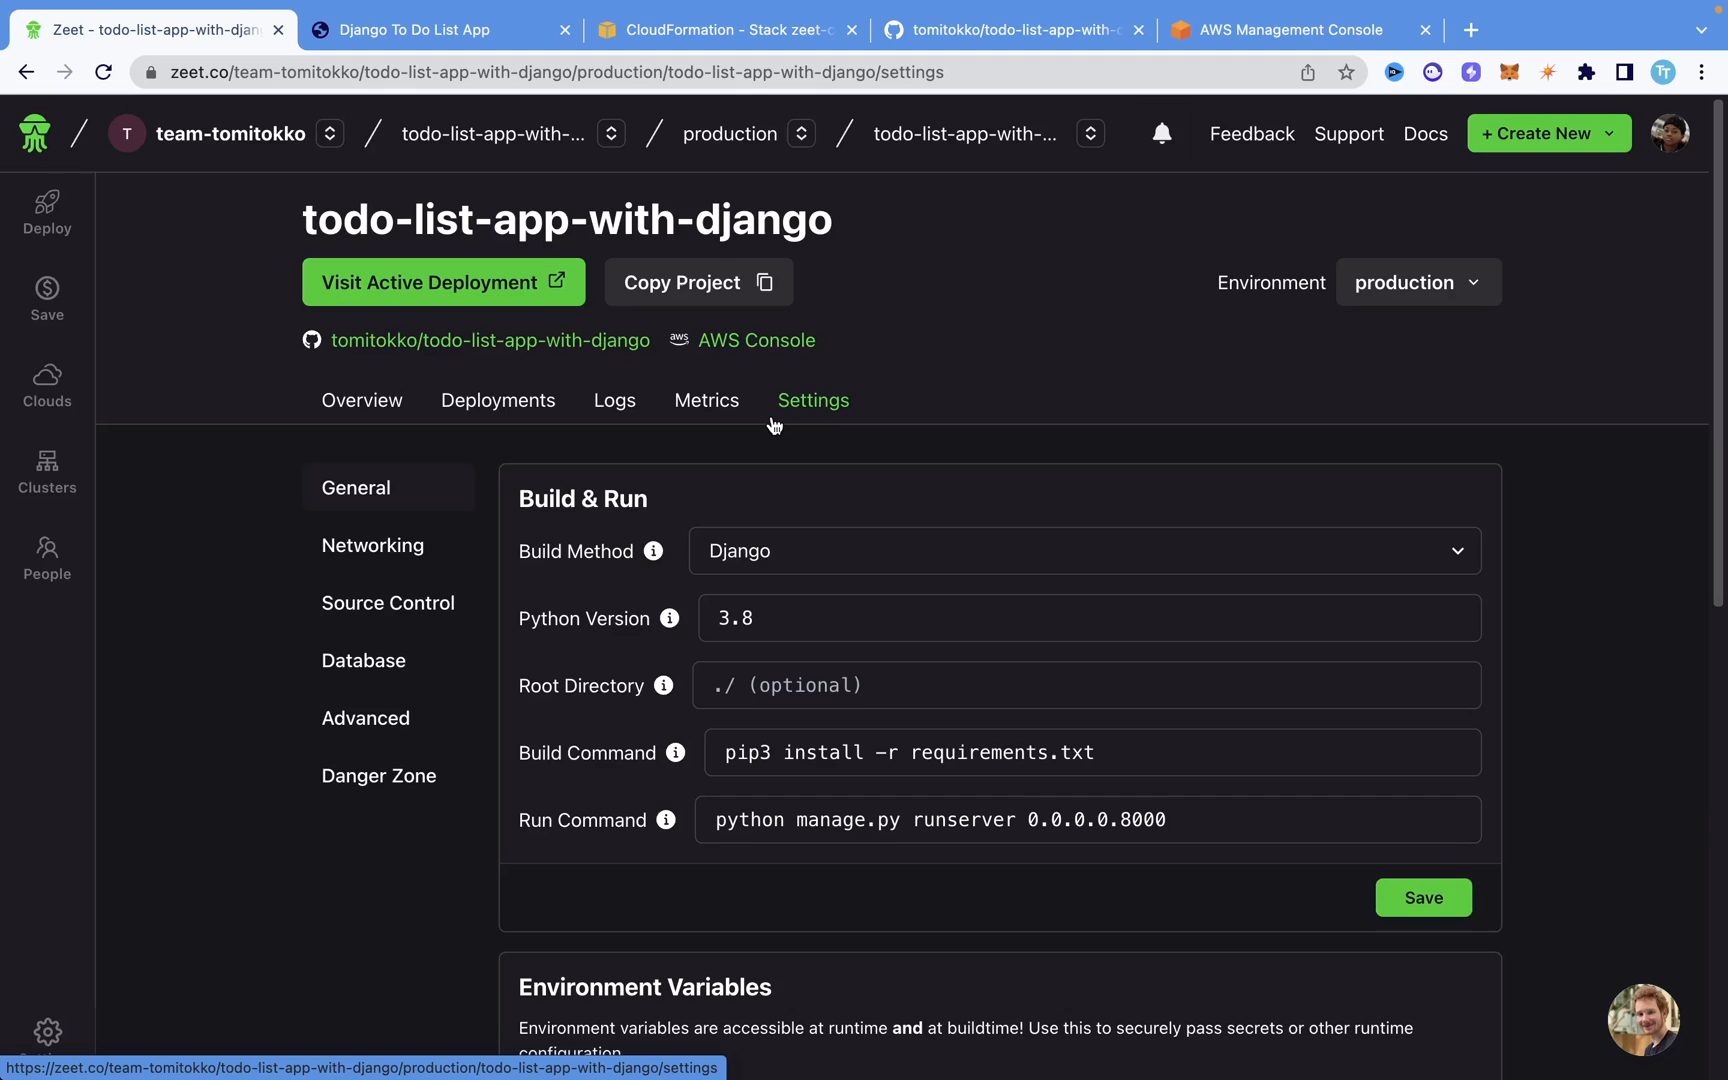 Zeet - todo-list-app-with-djan
Django To Do List App
CloudFormation - Stack zeet-c
tomitokko/todo-list-app-with-c
AWS Management Console
zeet.co/team-tomitokko/todo-list-app-with-django/production/todo-list-app-with-django/settings
TT
T
team-tomitokko
todo-list-app-with-...
production
todo-list-app-with-...
Feedback
Support
Docs
+ Create New
Deploy
Save
Clouds
Clusters
People
todo-list-app-with-django
Visit Active Deployment
Copy Project
Environment
production
tomitokko/todo-list-app-with-django
aws
AWS Console
Overview
Deployments
Logs
Metrics
Settings
General
Networking
Source Control
Database
Advanced
Danger Zone
Build & Run
Build Method
Django
Python Version
3.8
Root Directory
./ (optional)
Build Command
pip3 install -r requirements.txt
Run Command
python manage.py runserver 0.0.0.0.8000
Save
Environment Variables
Environment variables are accessible at runtime and at buildtime! Use this to securely pass secrets or other runtime
configuration
https://zeet.co/team-tomitokko/todo-list-app-with-django/production/todo-list-app-with-django/settings